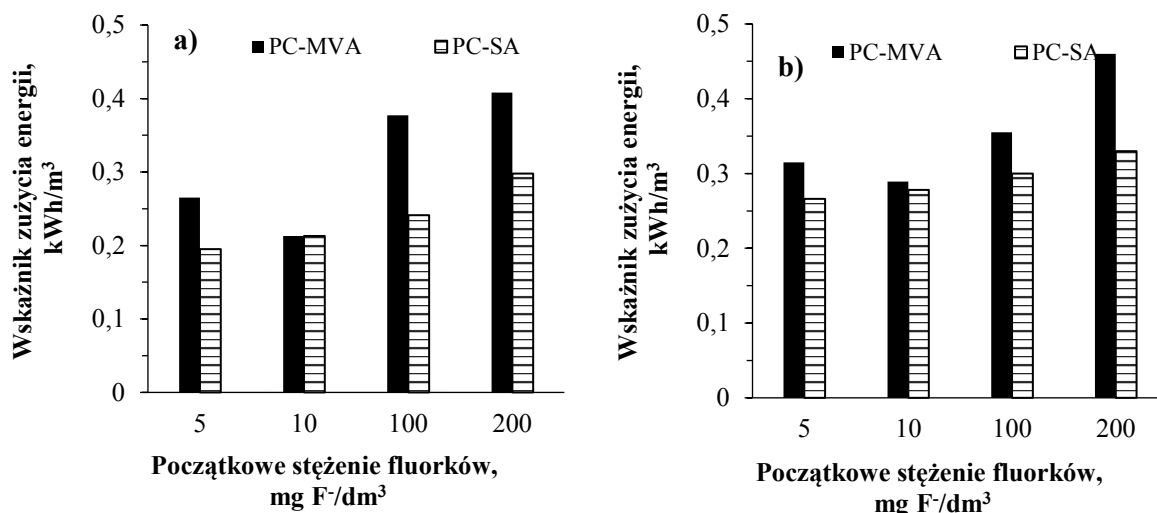 a)
PC-MVA
PC-SA
Wskaźnik zużycia energii,
kWh/m³
0,5
0,4
0,3
0,2
0,1
0
5
10
100
200
Początkowe stężenie fluorków,
mg F⁻/dm³
b)
PC-MVA
PC-SA
Wskaźnik zużycia energii,
kWh/m³
0,5
0,4
0,3
0,2
0,1
0
5
10
100
200
Początkowe stężenie fluorków,
mg F⁻/dm³